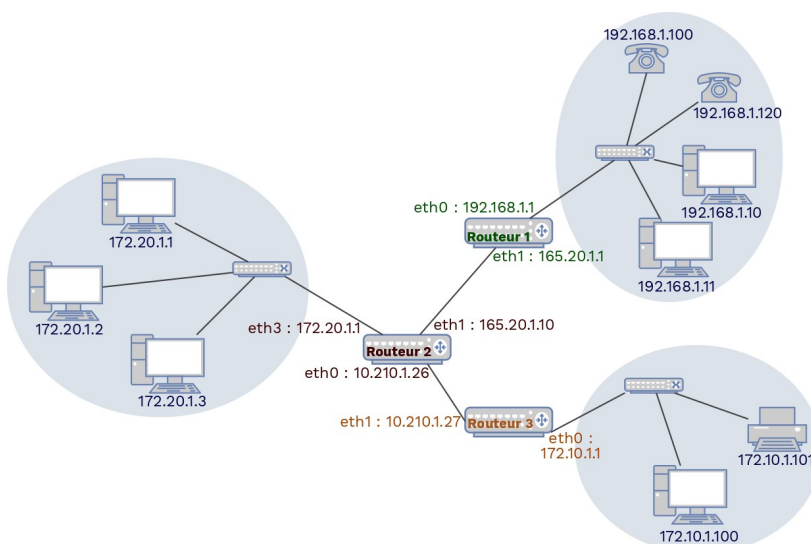 192.168.1.100
192.168.1.120
192.168.1.10
192.168.1.11
eth0 : 192.168.1.1
Routeur 1
eth1 : 165.20.1.1
172.20.1.1
172.20.1.2
172.20.1.3
eth3 : 172.20.1.1
eth1 : 165.20.1.10
Routeur 2
eth0 : 10.210.1.26
eth1 : 10.210.1.27
Routeur 3
eth0 :
172.10.1.1
172.10.1.101
172.10.1.100